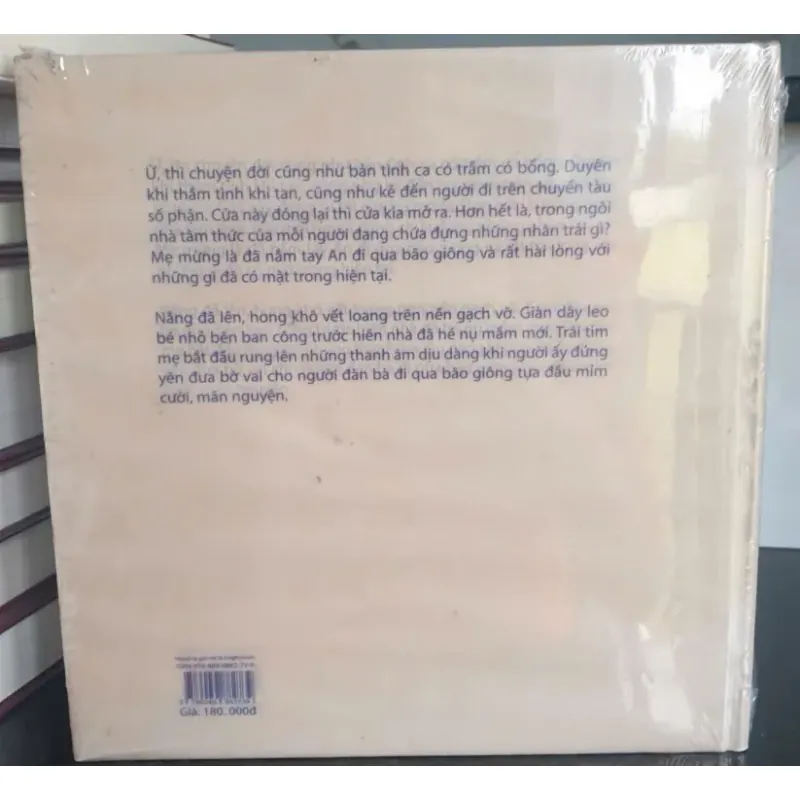 Ừ, thì chuyện đời cũng như bản tình ca có trầm có bổng. Duyên
khi thắm tình khi tan, cũng như kẻ đến người đi trên chuyến tàu
số phận. Cửa này đóng lại thì cửa kia mở ra. Hơn hết là, trong ngôi
nhà tâm thức của mỗi người đang chứa đựng những nhân trái gì?
Mẹ mừng là đã nắm tay An đi qua bão giông và rất hài lòng với
những gì đã có mặt trong hiện tại.
Nắng đã lên, hong khô vết loang trên nền gạch vỡ. Giàn dây leo
bé nhỏ bên ban công trước hiên nhà đã hé nụ mầm mới. Trái tim
mẹ bắt đầu rung lên những thanh âm dịu dàng khi người ấy đứng
yên đưa bờ vai cho người đàn bà đi qua bão giông tựa đầu mỉm
cười, mãn nguyện.
Giá: 180. 000đ